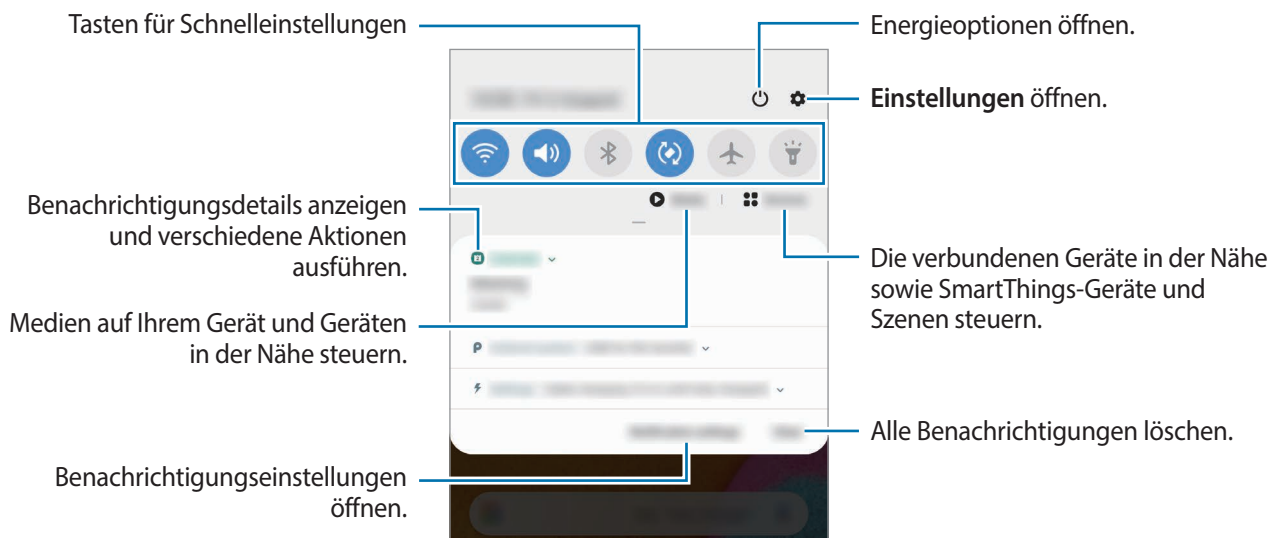 Tasten für Schnelleinstellungen
Energieoptionen öffnen.
Einstellungen öffnen.
Benachrichtigungsdetails anzeigen
und verschiedene Aktionen
ausführen.
Die verbundenen Geräte in der Nähe
sowie SmartThings-Geräte und
Szenen steuern.
Medien auf Ihrem Gerät und Geräten
in der Nähe steuern.
Alle Benachrichtigungen löschen.
Benachrichtigungseinstellungen
öffnen.